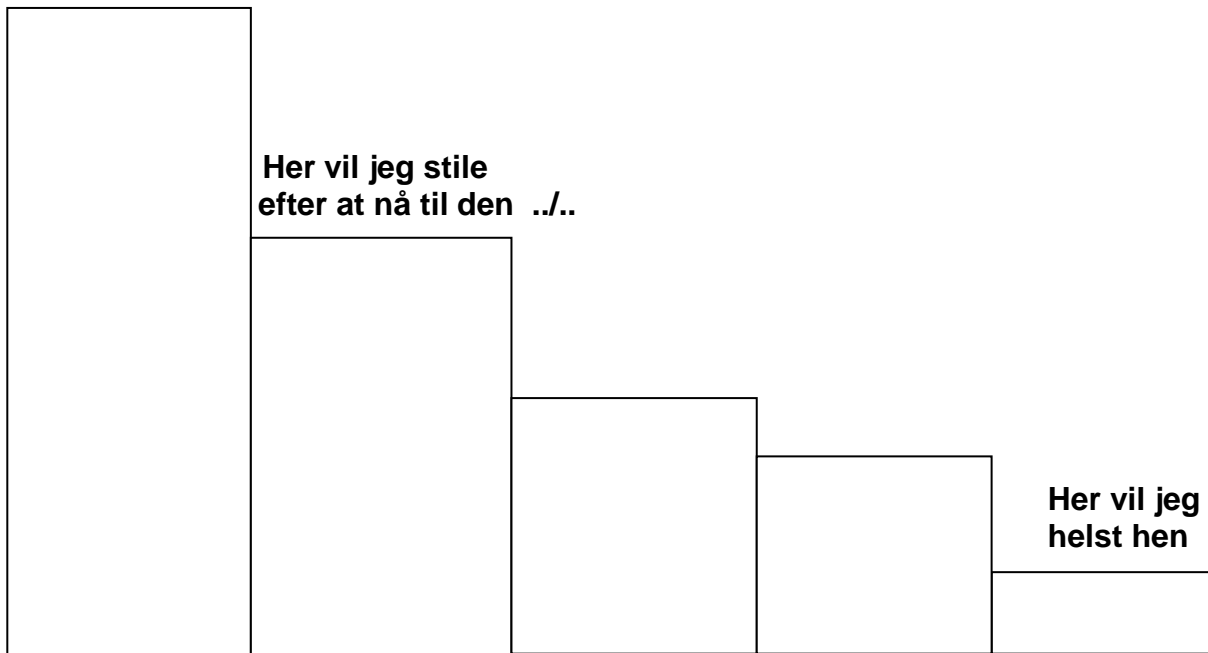 Her vil jeg stile
efter at nå til den ../..
Her vil jeg
helst hen